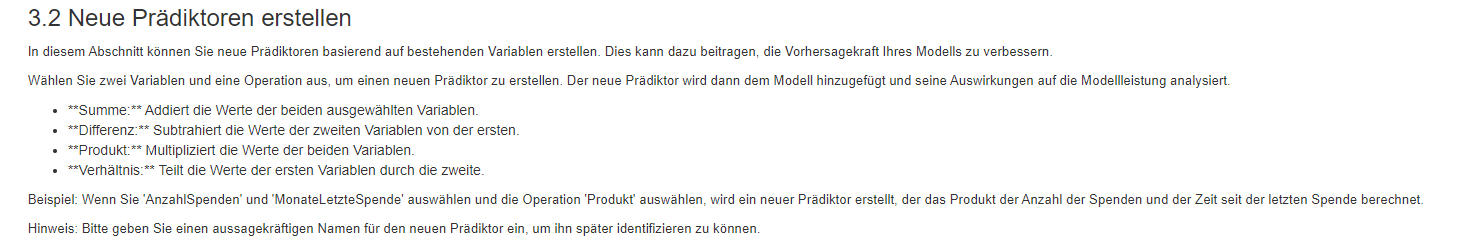 3.2 Neue Prädiktoren erstellen
In diesem Abschnitt können Sie neue Prädiktoren basierend auf bestehenden Variablen erstellen. Dies kann dazu beitragen, die Vorhersagekraft Ihres Modells zu verbessern.
Wählen Sie zwei Variablen und eine Operation aus, um einen neuen Prädiktor zu erstellen. Der neue Prädiktor wird dann dem Modell hinzugefügt und seine Auswirkungen auf die Modellleistung analysiert.
• **Summe:** Addiert die Werte der beiden ausgewählten Variablen.
• **Differenz:** Subtrahiert die Werte der zweiten Variablen von der ersten.
• **Produkt:** Multipliziert die Werte der beiden Variablen.
• **Verhältnis:** Teilt die Werte der ersten Variablen durch die zweite.
Beispiel: Wenn Sie 'AnzahlSpenden' und 'MonateLetzteSpende' auswählen und die Operation 'Produkt' auswählen, wird ein neuer Prädiktor erstellt, der das Produkt der Anzahl der Spenden und der Zeit seit der letzten Spende berechnet.
Hinweis: Bitte geben Sie einen aussagekräftigen Namen für den neuen Prädiktor ein, um ihn später identifizieren zu können.